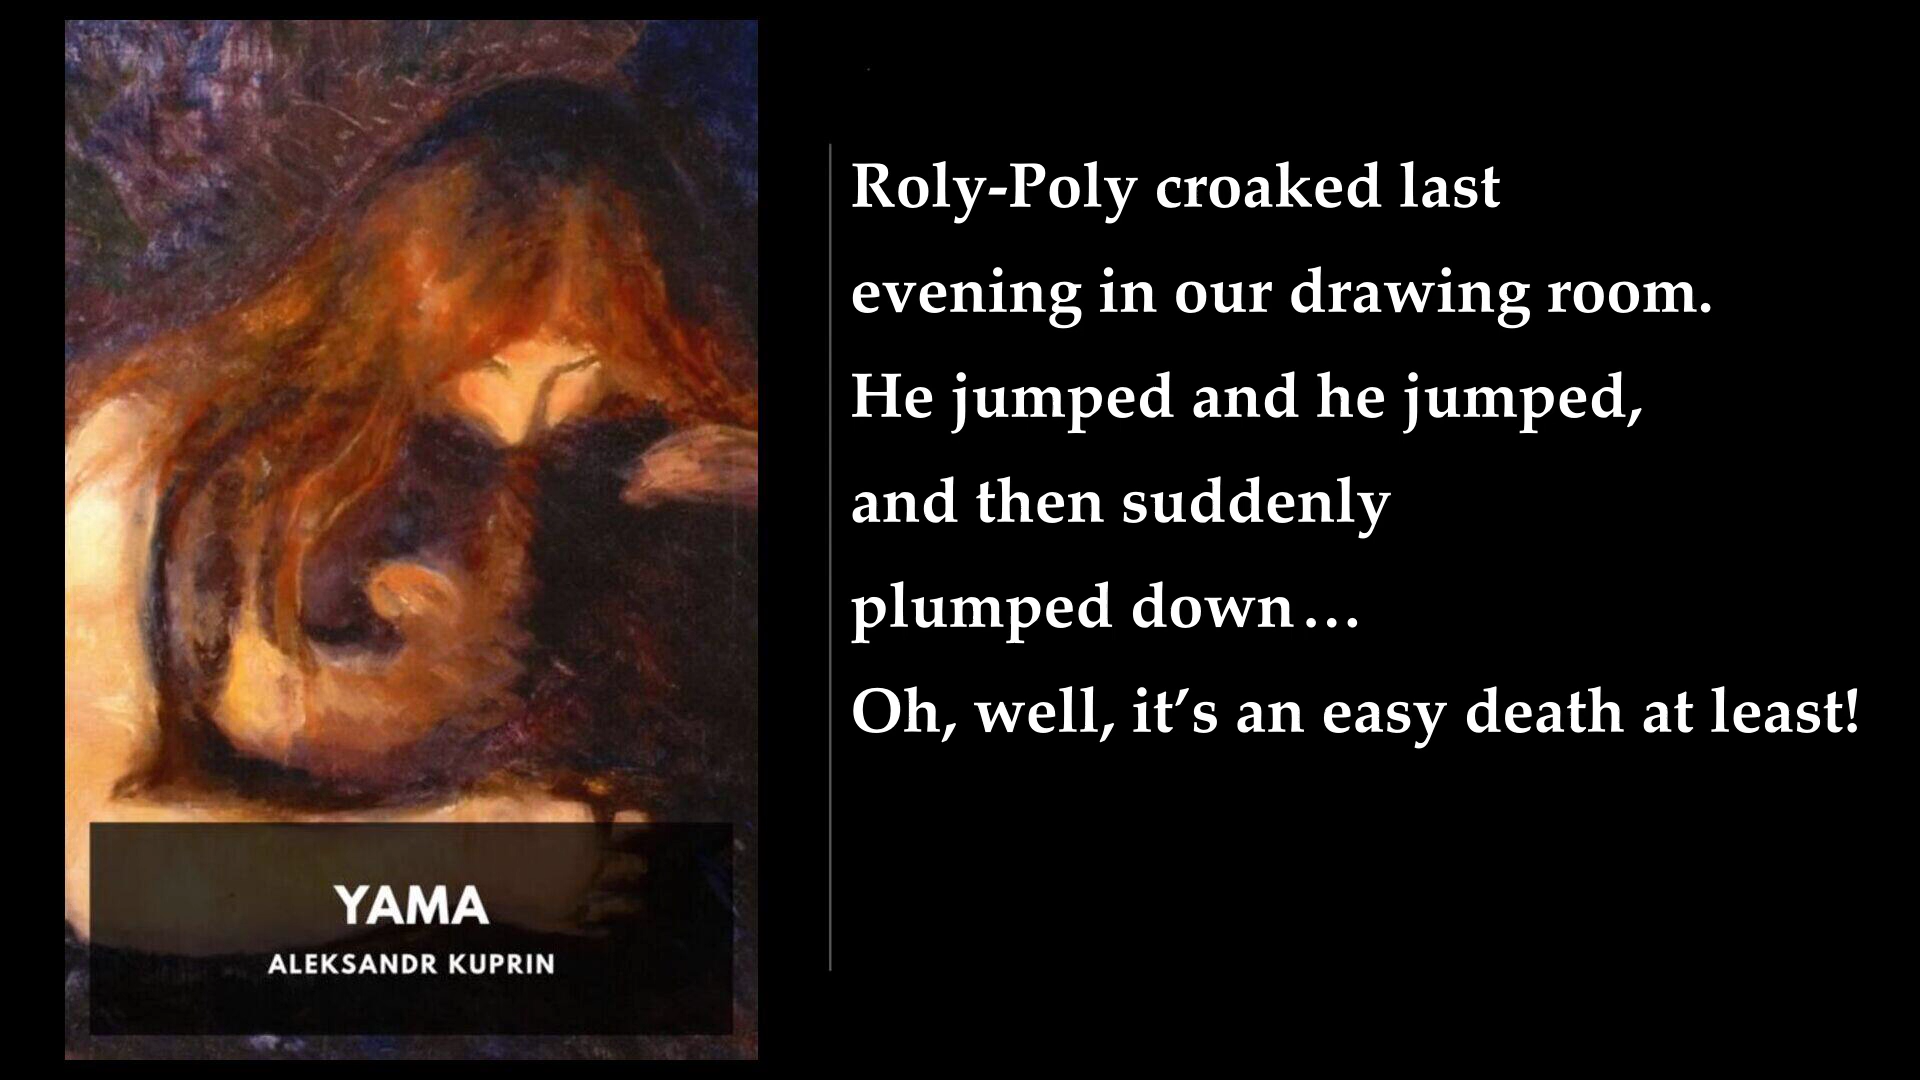 Roly-Poly croaked last
evening in our drawing room.
He jumped and he jumped,
and then suddenly
plumped down…
Oh, well, it’s an easy death at least!
YAMA
ALEKSANDR KUPRIN